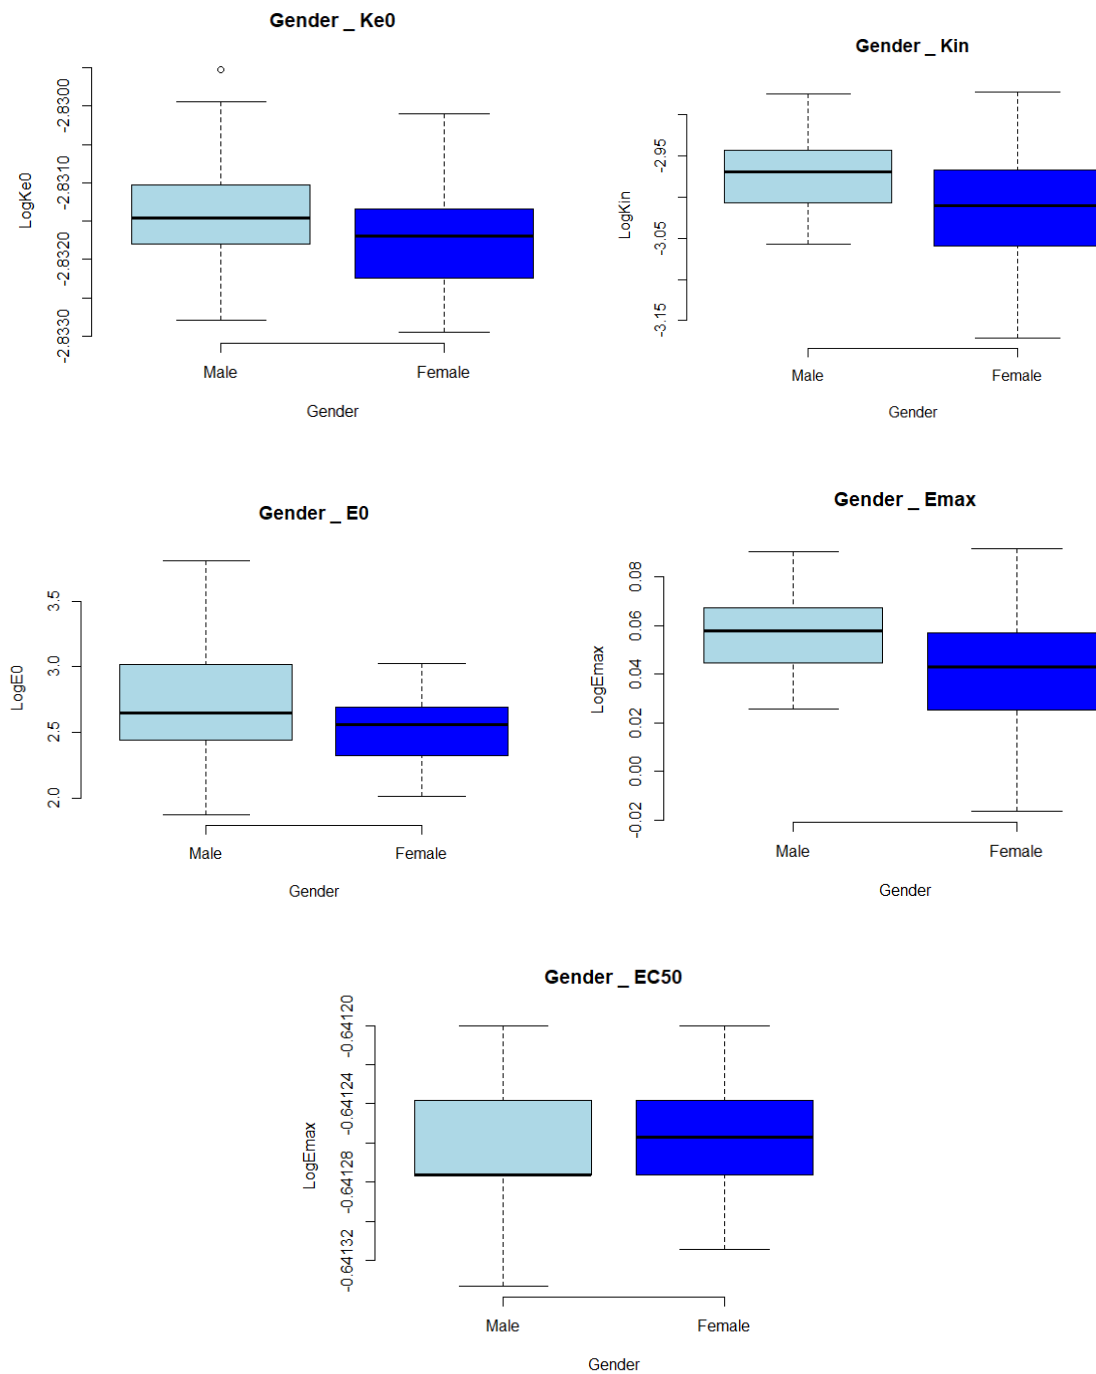 Gender _ Ke0
LogKe0
-2.8300
-2.8310
-2.8320
-2.8330
Male
Female
Gender
Gender _ Kin
LogKin
-2.95
-3.05
-3.15
Male
Female
Gender
Gender _ E0
LogE0
3.5
3.0
2.5
2.0
Male
Female
Gender
Gender _ Emax
LogEmax
0.08
0.06
0.04
0.02
0.00
-0.02
Male
Female
Gender
Gender _ EC50
LogEmax
-0.64120
-0.64124
-0.64128
-0.64132
Male
Female
Gender